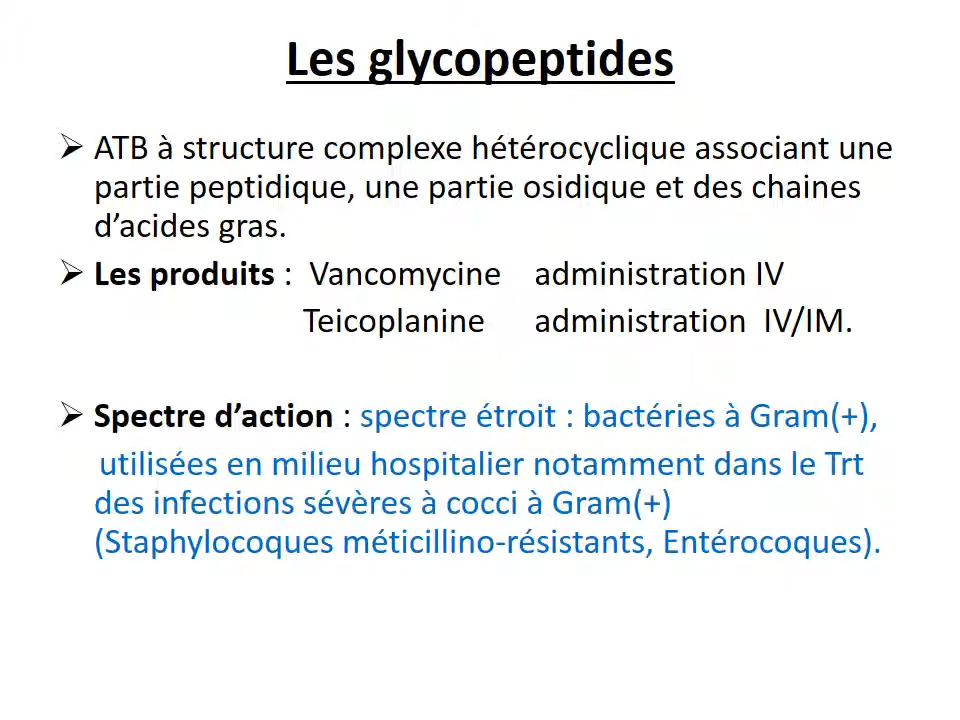 Les glycopeptides
➢ ATB à structure complexe hétérocyclique associant une
partie peptidique, une partie osidique et des chaines
d’acides gras.
➢ Les produits : Vancomycine administration IV
Teicoplanine administration IV/IM.
➢ Spectre d’action : spectre étroit : bactéries à Gram(+),
utilisées en milieu hospitalier notamment dans le Trt
des infections sévères à cocci à Gram(+)
(Staphylocoques méticillino-résistants, Entérocoques).